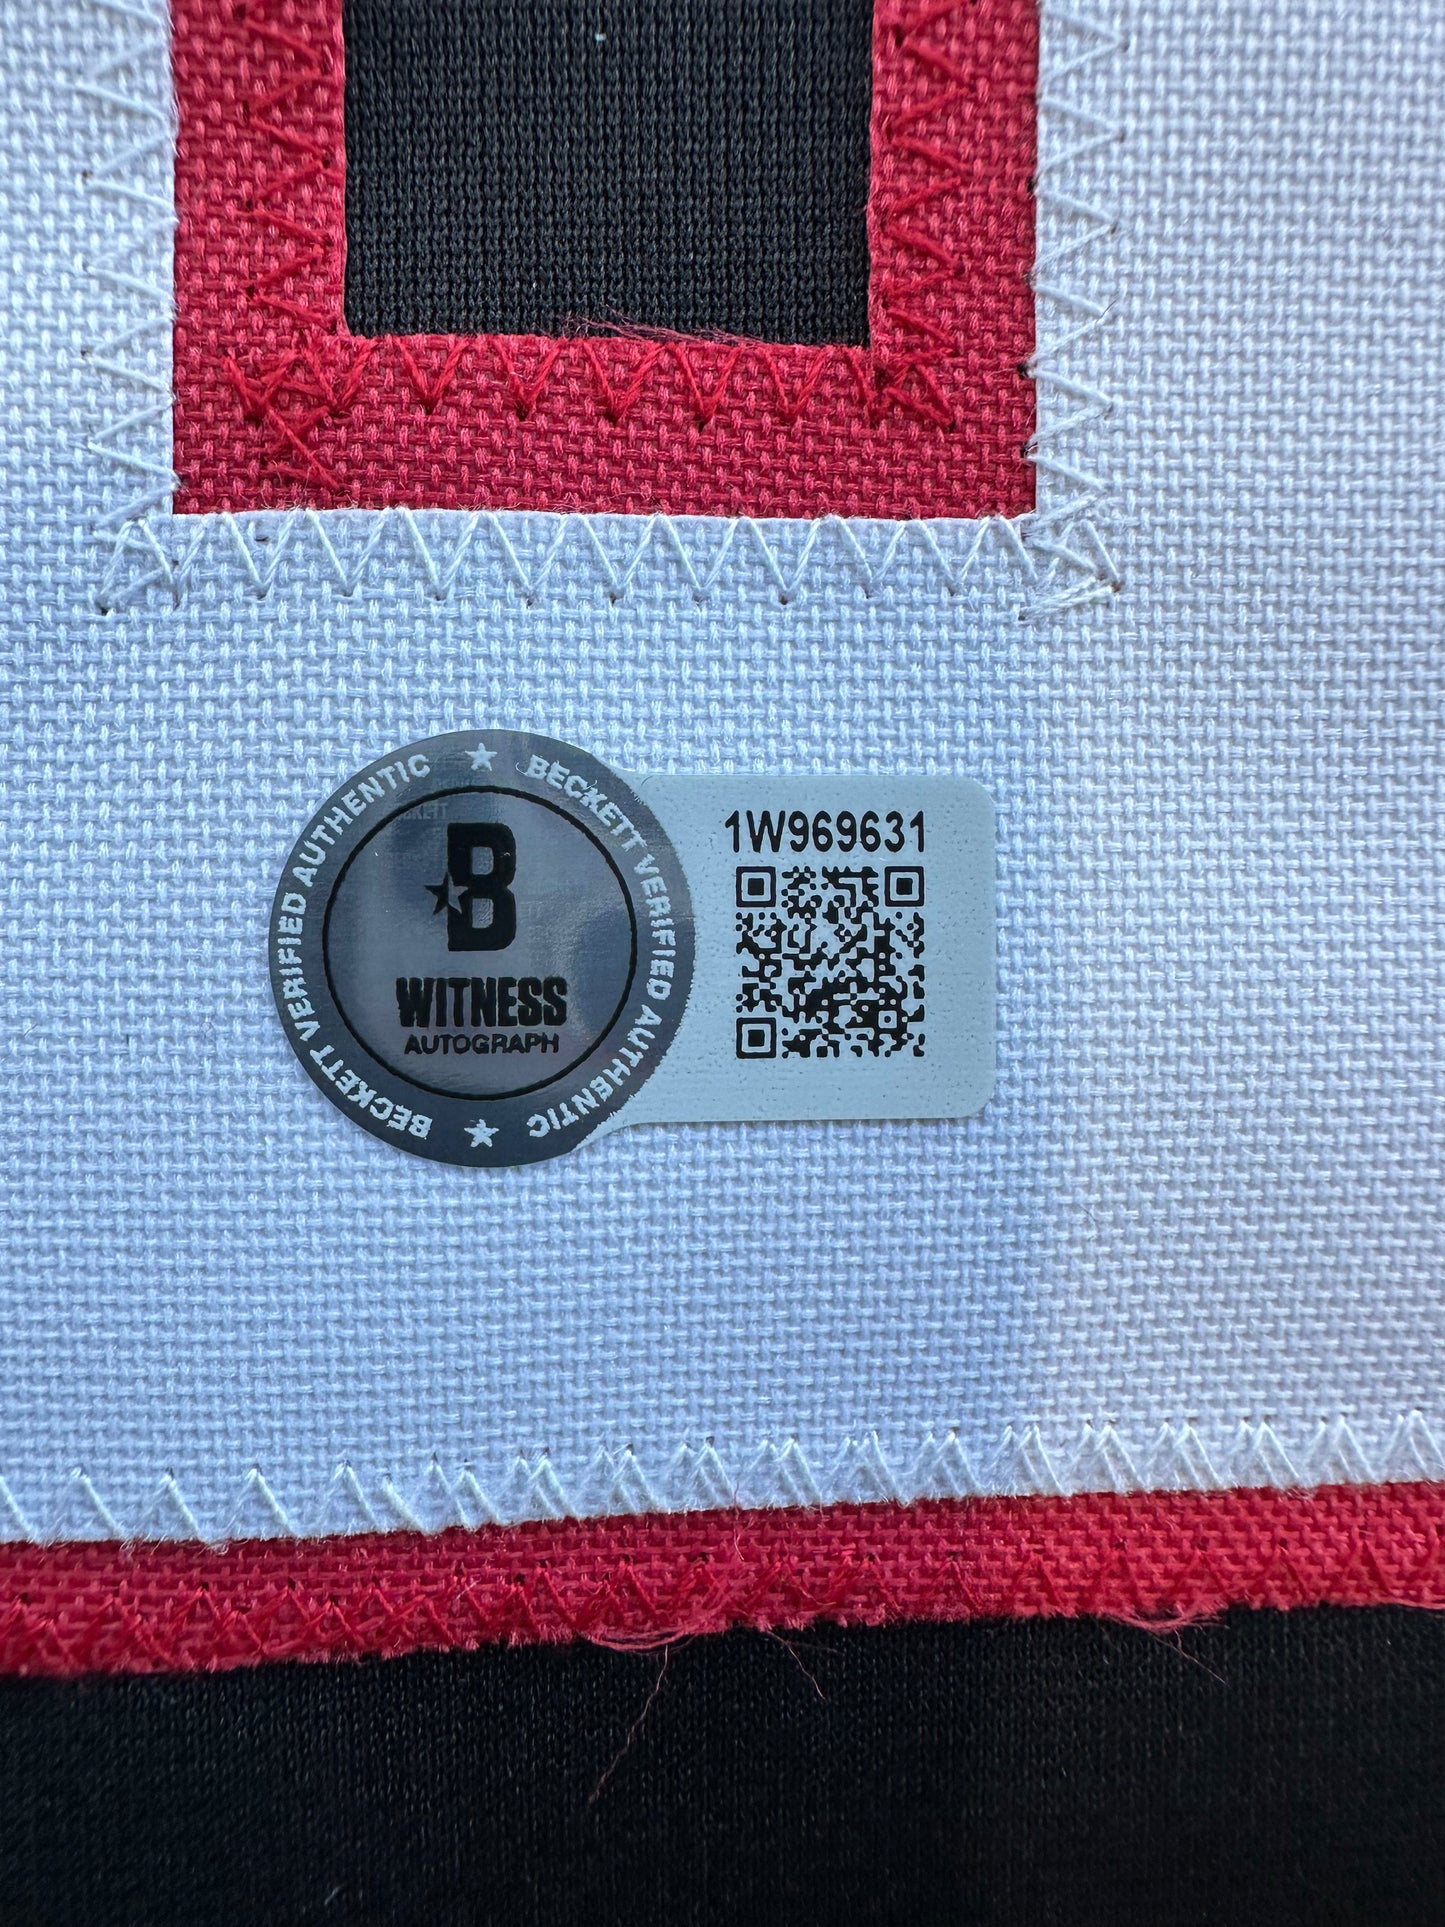 BECKETT VERIFIED AUTHENTIC ★ BECKETT VERIFIED AUTHENTIC ★
B
WITNESS
AUTOGRAPH
1W969631